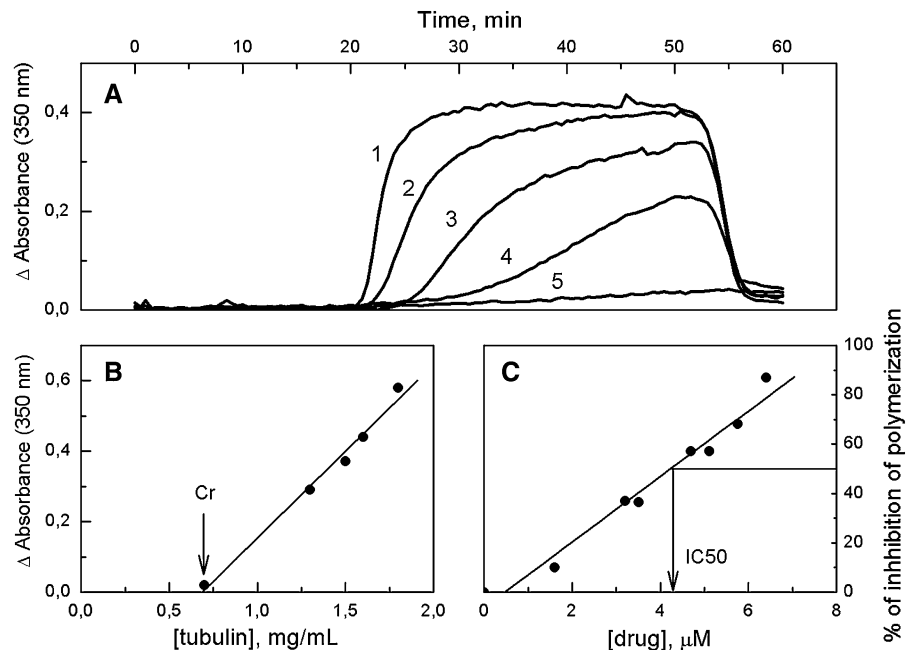 Time, min
0 10 20 30 40 50 60
A
Δ Absorbance (350 nm)
0,4
0,2
0,0
1
2
3
4
5
B
Δ Absorbance (350 nm)
0,6
0,4
0,2
0,0
Cr
0,0 0,5 1,0 1,5 2,0
[tubulin], mg/mL
C
IC50
0 2 4 6 8
[drug], μM
100
80
60
40
20
0
% of inhhibition of polymerization